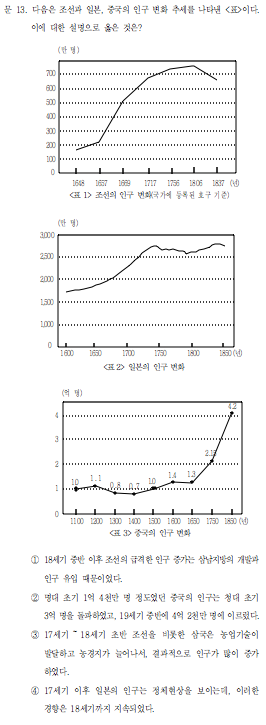 문 13. 다음은 조선과 일본, 중국의 인구 변화 추세를 나타낸 <표>이다.
이에 대한 설명으로 옳은 것은?
(만 명)
700
600
500
400
300
200
100
0
1648 1657 1669 1717 1736 1806 1837 (년)
<표 1> 조선의 인구 변화(국가에 등록된 호구 기준)
(만 명)
3,000
2,500
2,000
1,500
1,000
0
1600 1650 1700 1750 1800 1850 (년)
<표 2> 일본의 인구 변화
(억 명)
4.2
4
3
2.15
2
1.0 1.1 0.8 0.7 1.0 1.4 1.3
1
0
1100 1200 1300 1400 1500 1600 1650 1750 1850 (년)
<표 3> 중국의 인구 변화
① 18세기 중반 이후 조선의 급격한 인구 증가는 삼남지방의 개발과
인구 유입 때문이었다.
② 명대 초기 1억 4천만 명 정도였던 중국의 인구는 청대 초기
3억 명을 돌파하였고, 19세기 중반에 4억 2천만 명에 이르렀다.
③ 17세기 ~ 18세기 초반 조선을 비롯한 삼국은 농업기술이
발달하고 농경지가 늘어나서, 결과적으로 인구가 많이 증가
하였다.
④ 17세기 이후 일본의 인구는 정체현상을 보이는데, 이러한
경향은 18세기까지 지속되었다.